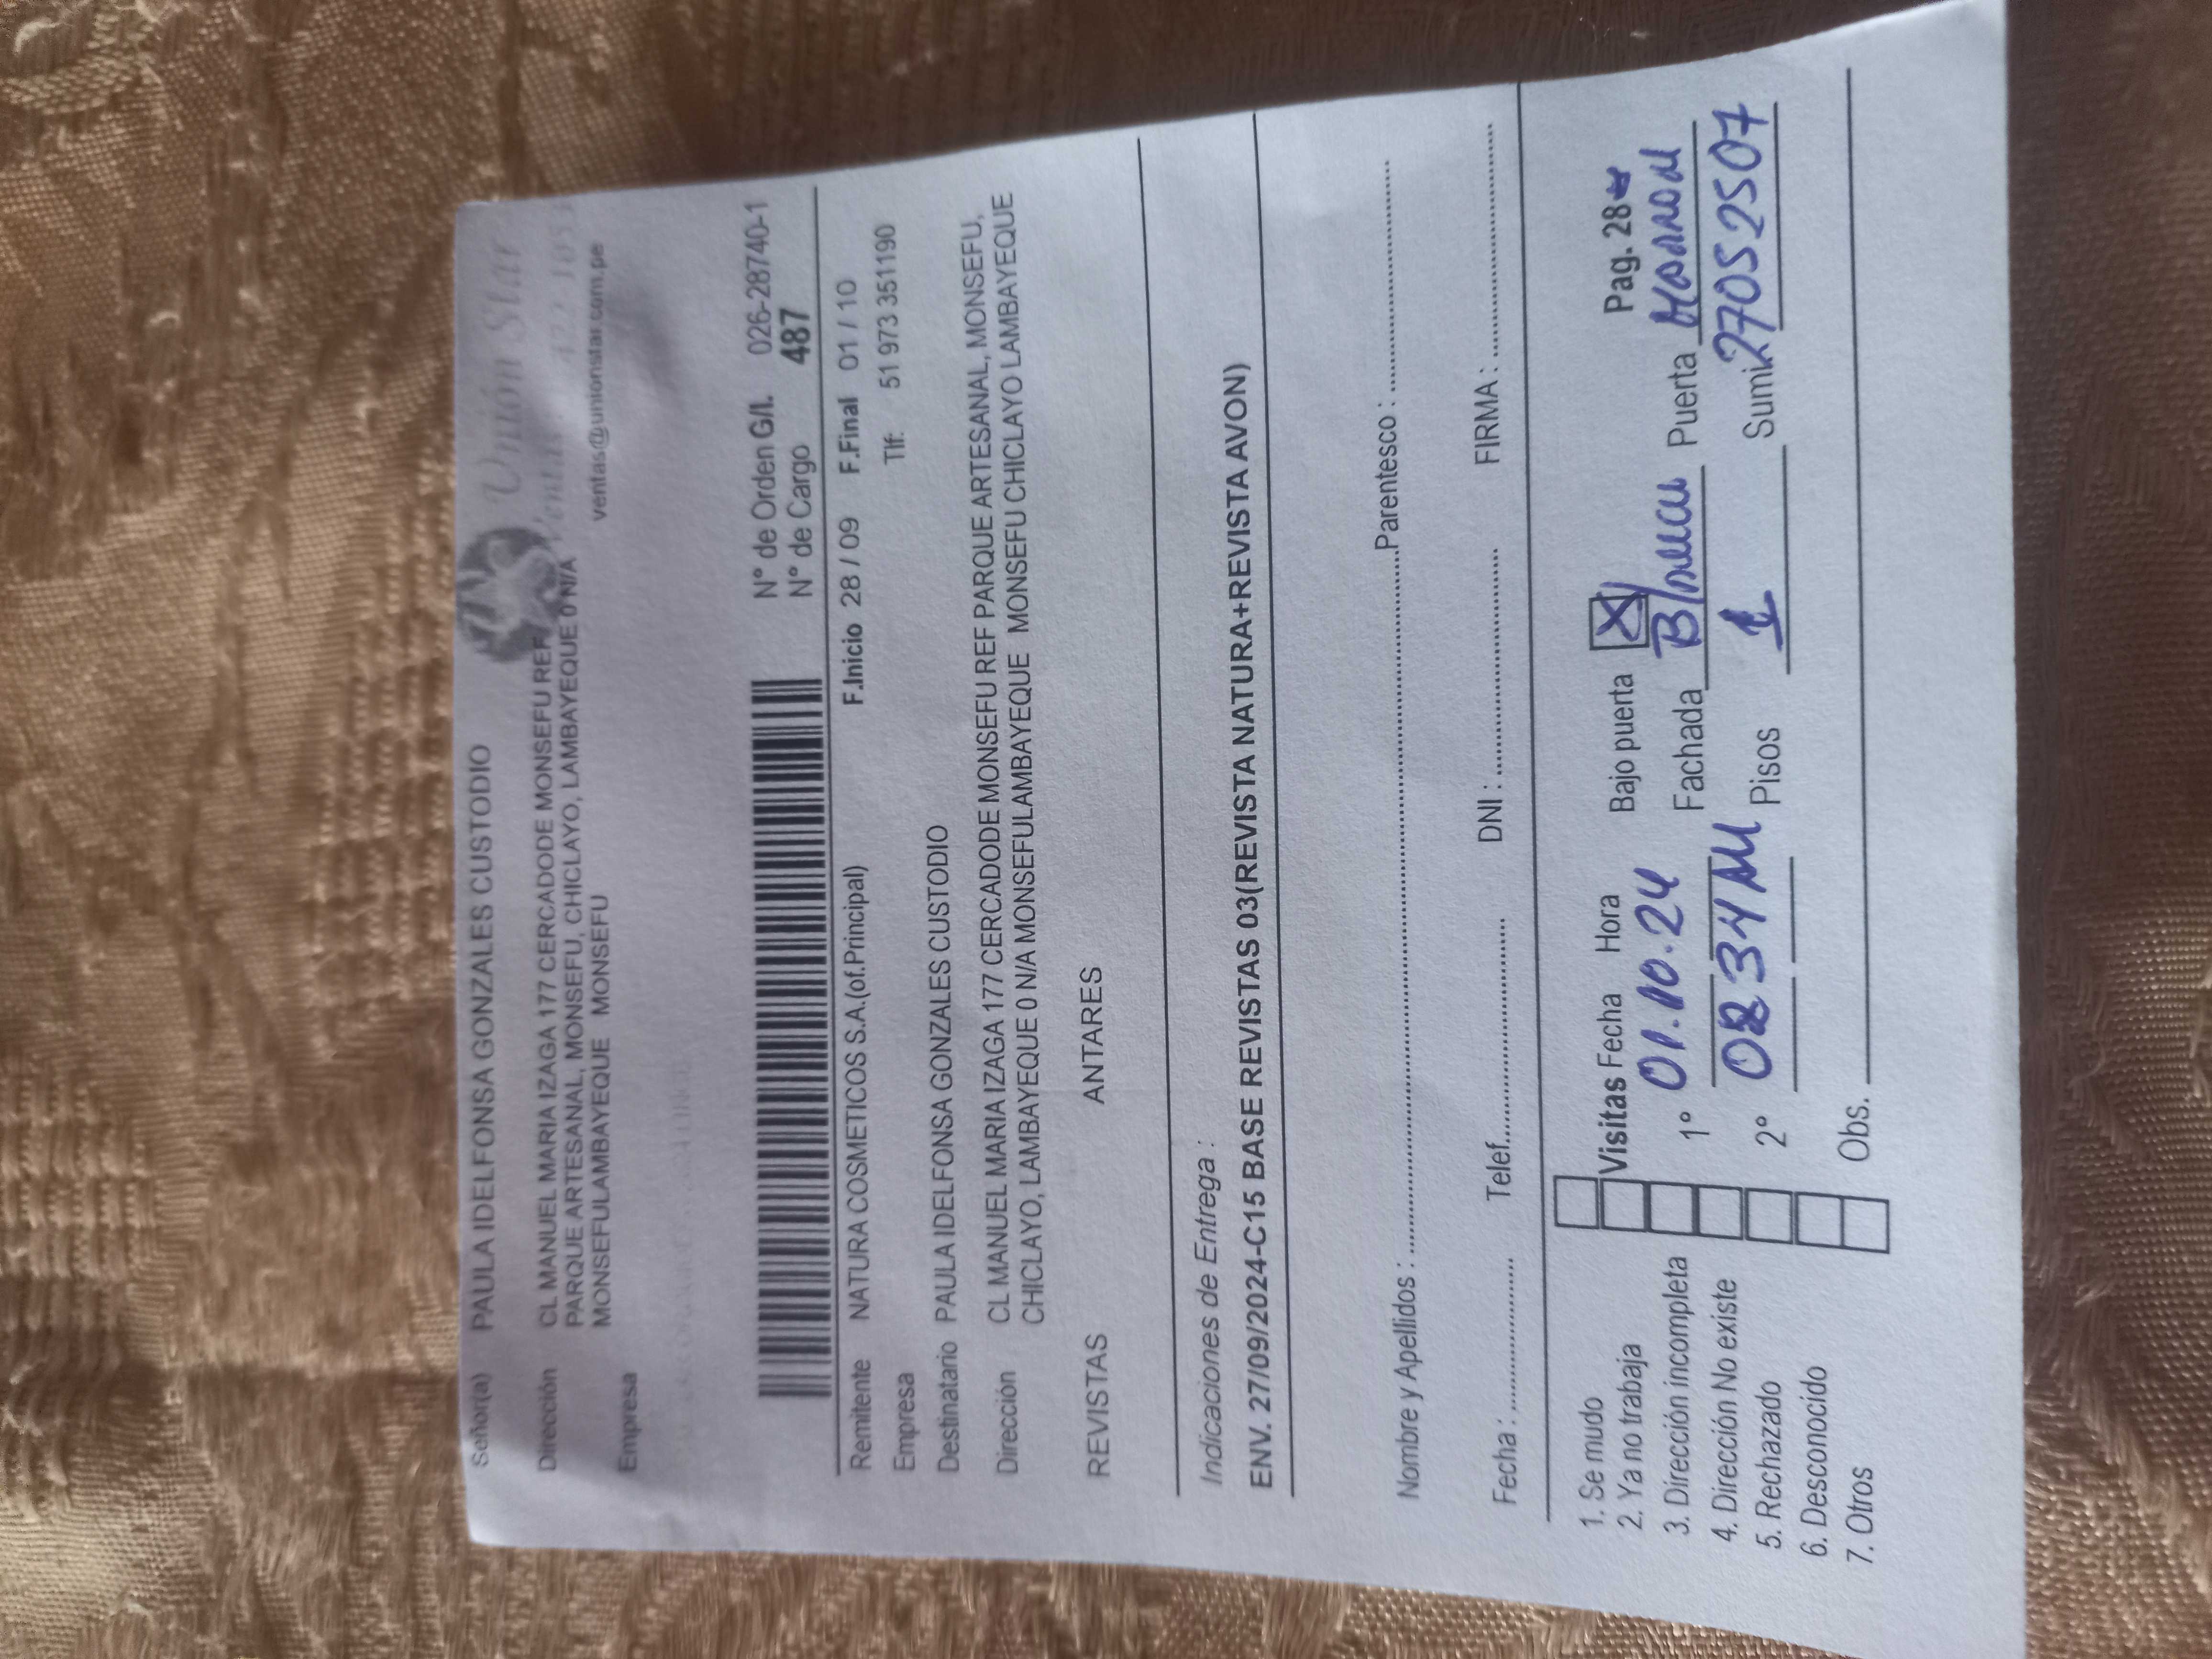 Señor(a) PAULA IDELFONSA GONZALES CUSTODIO
Unión Star
Dirección CL MANUEL MARIA IZAGA 177 CERCADODE MONSEFU REF
PARQUE ARTESANAL, MONSEFU, CHICLAYO, LAMBAYEQUE 0 N/A
MONSEFULAMBAYEQUE MONSEFU
ventas@unionstar.com.pe
Empresa
N° de Orden G/I. 026-28740-1
N° de Cargo 487
Remitente NATURA COSMETICOS S.A.(of.Principal) F.Inicio 28 / 09 F.Final 01 / 10
Empresa Tlf: 51 973 351190
Destinatario PAULA IDELFONSA GONZALES CUSTODIO
Dirección CL MANUEL MARIA IZAGA 177 CERCADODE MONSEFU REF PARQUE ARTESANAL, MONSEFU,
CHICLAYO, LAMBAYEQUE 0 N/A MONSEFULAMBAYEQUE MONSEFU CHICLAYO LAMBAYEQUE
REVISTAS ANTARES
Indicaciones de Entrega :
ENV. 27/09/2024-C15 BASE REVISTAS 03(REVISTA NATURA+REVISTA AVON)
Nombre y Apellidos : Parentesco :
Fecha : Telef. DNI : FIRMA :
1. Se mudo
2. Ya no trabaja
3. Dirección incompleta
4. Dirección No existe
5. Rechazado
6. Desconocido
7. Otros
Visitas Fecha Hora Bajo puerta X Pag. 28
1° 01.10.24 Fachada Blanca Puerta Marrod
2° 08 34 AM Pisos 1 Sumi. 27052507
Obs.